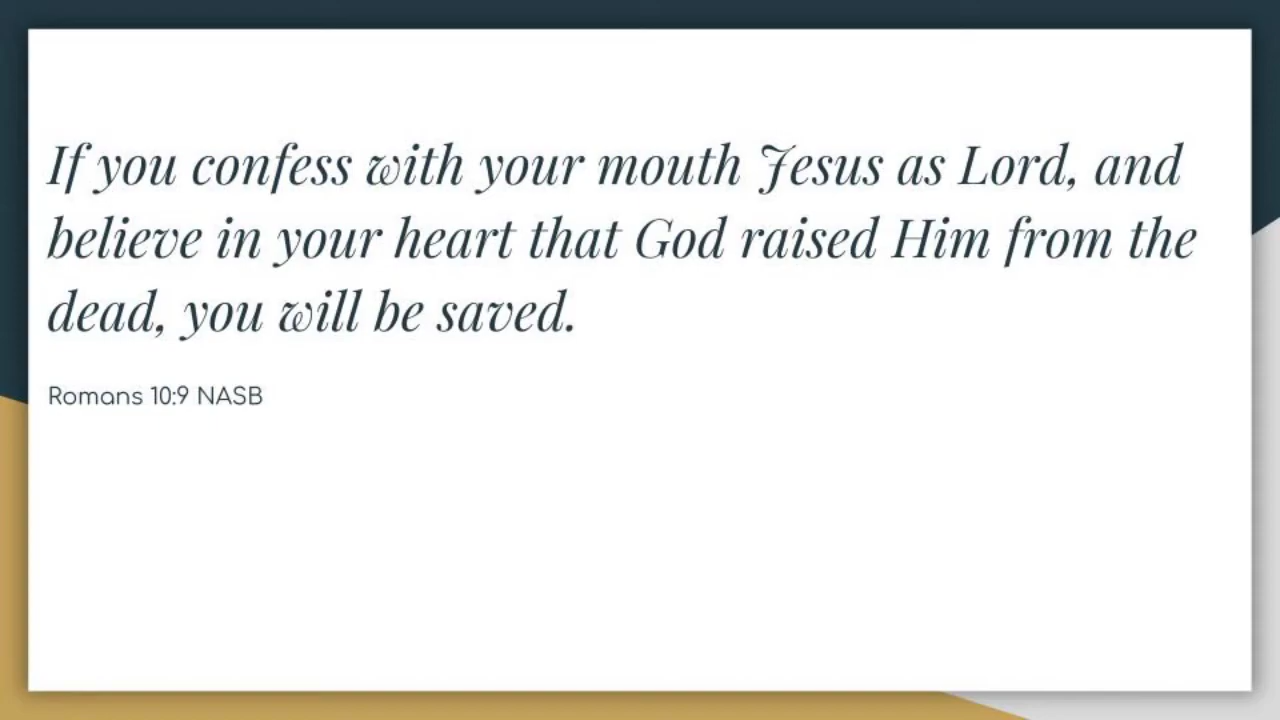 If you confess with your mouth Jesus as Lord, and
believe in your heart that God raised Him from the
dead, you will be saved.
Romans 10:9 NASB